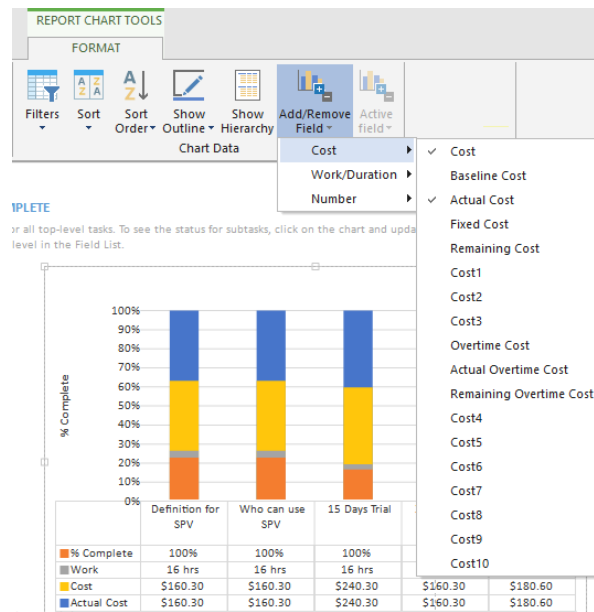 REPORT CHART TOOLS
FORMAT
Filters
Sort
Sort Order
Show Outline
Show Hierarchy
Add/Remove Field
Active field
Chart Data
Cost
Work/Duration
Number
Cost
Baseline Cost
Actual Cost
Fixed Cost
Remaining Cost
Cost1
Cost2
Cost3
Overtime Cost
Actual Overtime Cost
Remaining Overtime Cost
Cost4
Cost5
Cost6
Cost7
Cost8
Cost9
Cost10
MPLETE
or all top-level tasks. To see the status for subtasks, click on the chart and upda
level in the Field List.
100%
90%
80%
70%
60%
50%
40%
30%
20%
10%
0%
% Complete
Definition for SPV
Who can use SPV
15 Days Trial
% Complete 100% 100% 100%
Work 16 hrs 16 hrs 16 hrs
Cost $160.30 $160.30 $240.30 $160.30 $180.60
Actual Cost $160.30 $160.30 $240.30 $160.30 $180.60